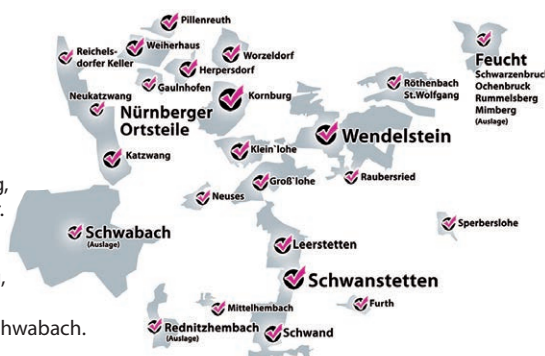 Pillenreuth
Reichels-
dorfer Keller
Weiherhaus
Worzeldorf
Herpersdorf
Gaulnhofen
Neukatzwang
Kornburg
Nürnberger
Ortsteile
Katzwang
Feucht
Schwarzenbruck
Ochenbruck
Rummelsberg
Mimberg
(Auslage)
Röthenbach
St.Wolfgang
Wendelstein
Klein`lohe
Groß`lohe
Raubersried
Neuses
Schwabach
(Auslage)
Sperberslohe
Leerstetten
Schwanstetten
Furth
Mittelhembach
Rednitzhembach
(Auslage)
Schwand